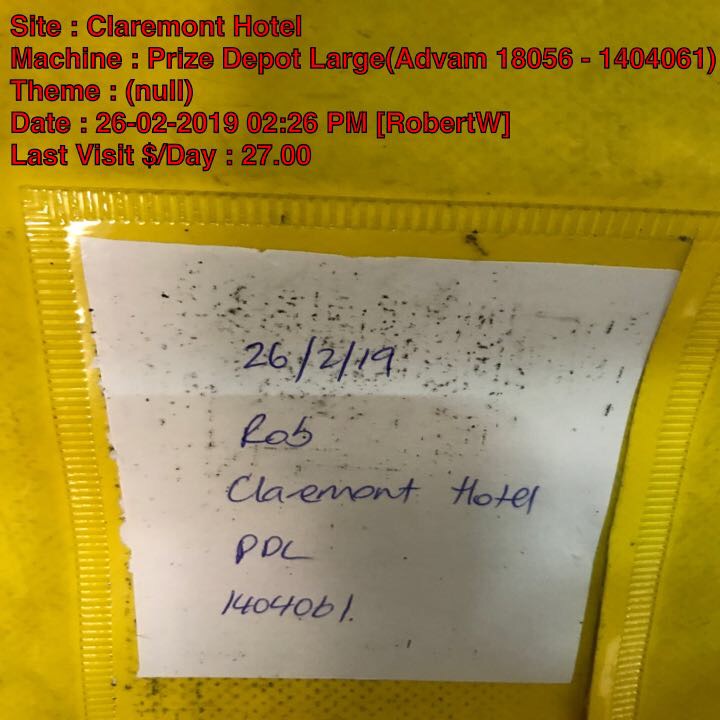 Site : Claremont Hotel
Machine : Prize Depot Large(Advam 18056 - 1404061)
Theme : (null)
Date : 26-02-2019 02:26 PM [RobertW]
Last Visit $/Day : 27.00
26/2/19
Rob
Claremont Hotel
PDL
1404061.